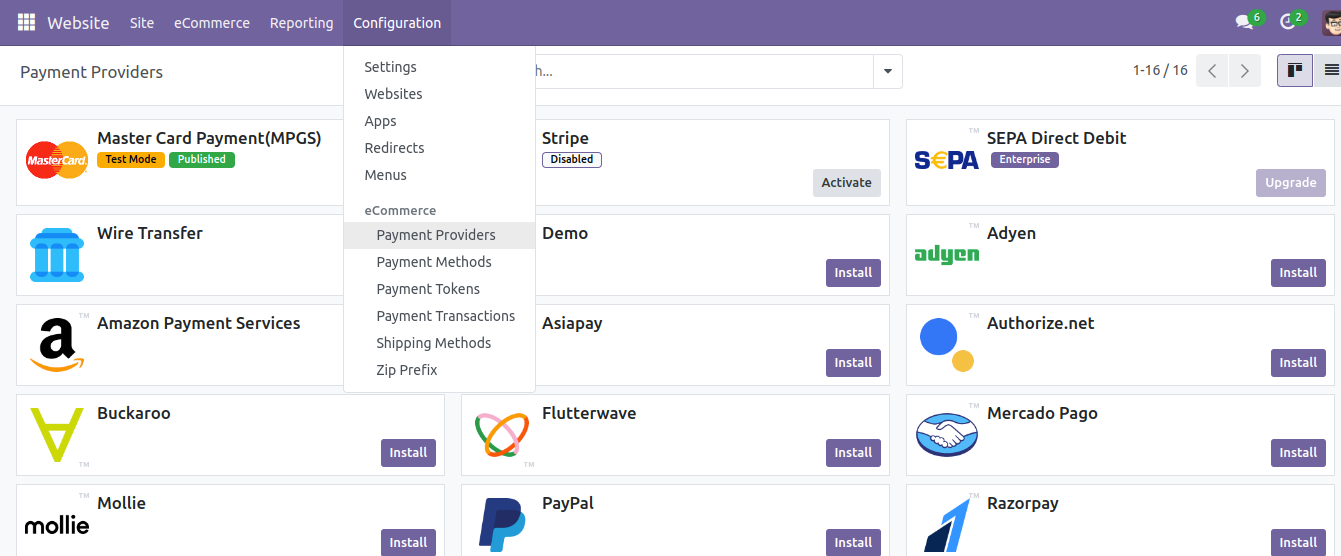 Website Site eCommerce Reporting Configuration 6 2
Payment Providers
h... 1-16 / 16
Settings
Websites
Apps
Redirects
Menus
eCommerce
Payment Providers
Payment Methods
Payment Tokens
Payment Transactions
Shipping Methods
Zip Prefix
MasterCard
Master Card Payment(MPGS)
Test Mode Published
Stripe
Disabled
Activate
TM
S€PA
SEPA Direct Debit
Enterprise
Upgrade
Wire Transfer
Demo
Install
TM
adyen
Adyen
Install
TM
a
Amazon Payment Services
Asiapay
Install
TM
Authorize.net
Install
TM
Buckaroo
Install
TM
Flutterwave
Install
TM
Mercado Pago
Install
TM
mollie
Mollie
Install
PayPal
Install
TM
Razorpay
Install